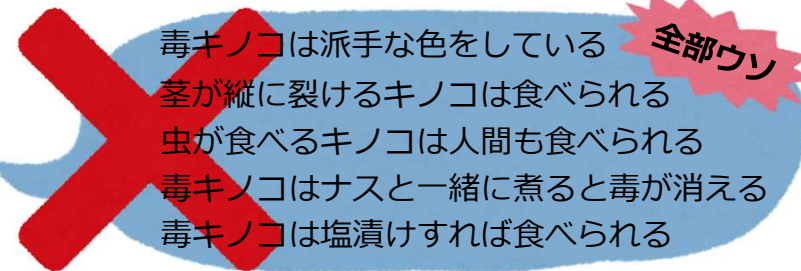 毒キノコは派手な色をしている
全部ウソ
茎が縦に裂けるキノコは食べられる
虫が食べるキノコは人間も食べられる
毒キノコはナスと一緒に煮ると毒が消える
毒キノコは塩漬けすれば食べられる